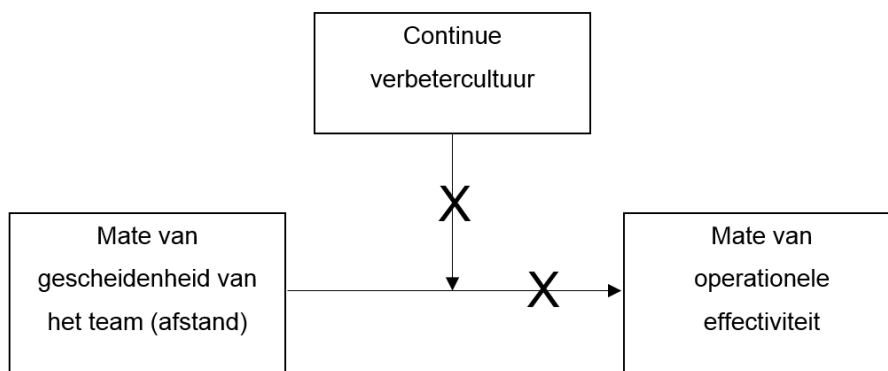 Continue
verbetercultuur
X
Mate van
gescheidenheid van
het team (afstand)
X
Mate van
operationele
effectiviteit